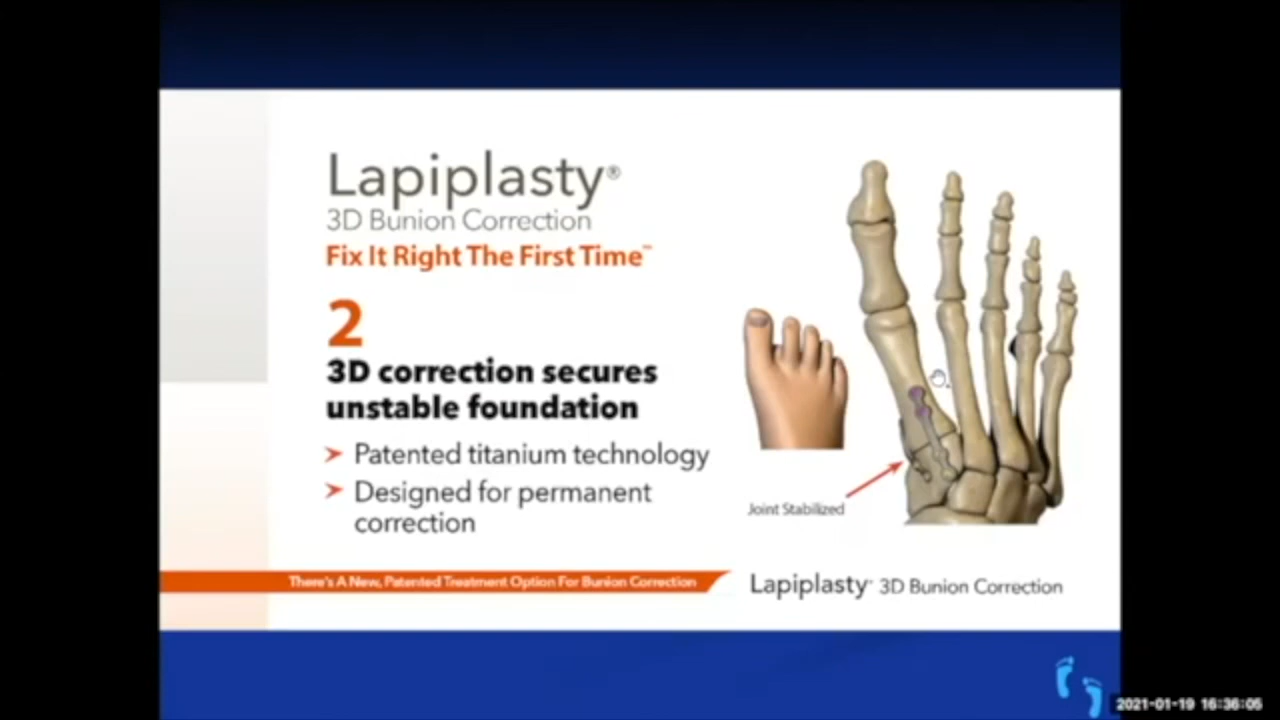 Lapiplasty®
3D Bunion Correction
Fix It Right The First Time™
2
3D correction secures
unstable foundation
Patented titanium technology
Designed for permanent
correction
Joint Stabilized
There's A New, Patented Treatment Option For Bunion Correction
Lapiplasty® 3D Bunion Correction
2021-01-19 16:36:05